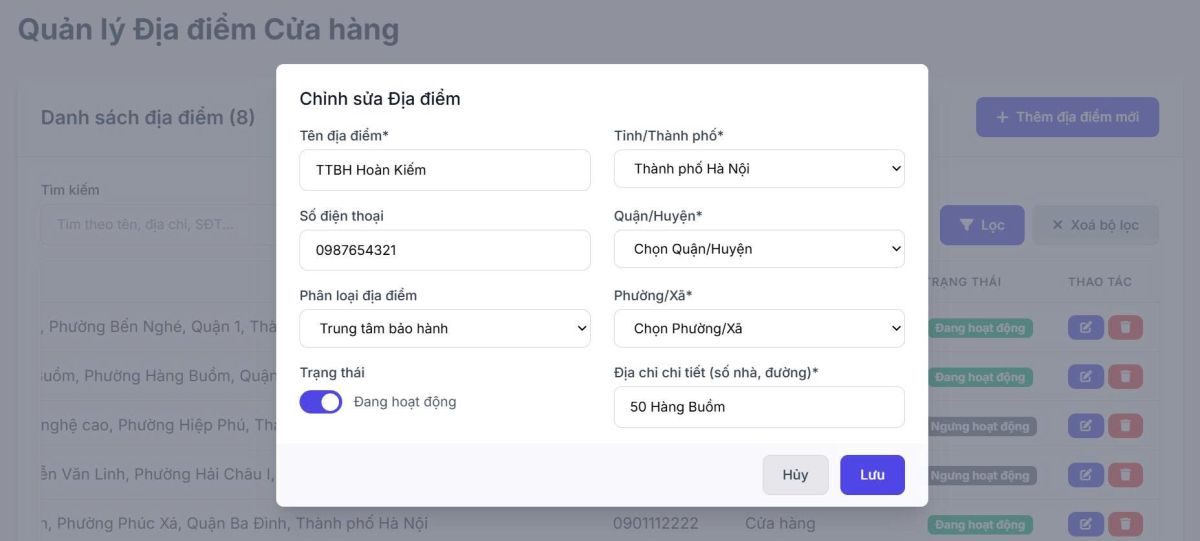 Quản lý Địa điểm Cửa hàng
Danh sách địa điểm (8)
+ Thêm địa điểm mới
Tìm kiếm
Tìm theo tên, địa chỉ, SĐT...
Lọc
× Xoá bộ lọc
TRẠNG THÁI
THAO TÁC
, Phường Bến Nghé, Quận 1,
Đang hoạt động
Buồm, Phường Hàng Buồm, Quận
Đang hoạt động
nghệ cao, Phường Hiệp Phú,
Ngưng hoạt động
Văn Linh, Phường Hải Châu I,
Ngưng hoạt động
, Phường Phúc Xá, Quận Ba Đình, Thành phố Hà Nội
0901112222
Cửa hàng
Đang hoạt động
Chỉnh sửa Địa điểm
Tên địa điểm*
TTBH Hoàn Kiếm
Số điện thoại
0987654321
Phân loại địa điểm
Trung tâm bảo hành
Trạng thái
Đang hoạt động
Tỉnh/Thành phố*
Thành phố Hà Nội
Quận/Huyện*
Chọn Quận/Huyện
Phường/Xã*
Chọn Phường/Xã
Địa chỉ chi tiết (số nhà, đường)*
50 Hàng Buồm
Hủy
Lưu